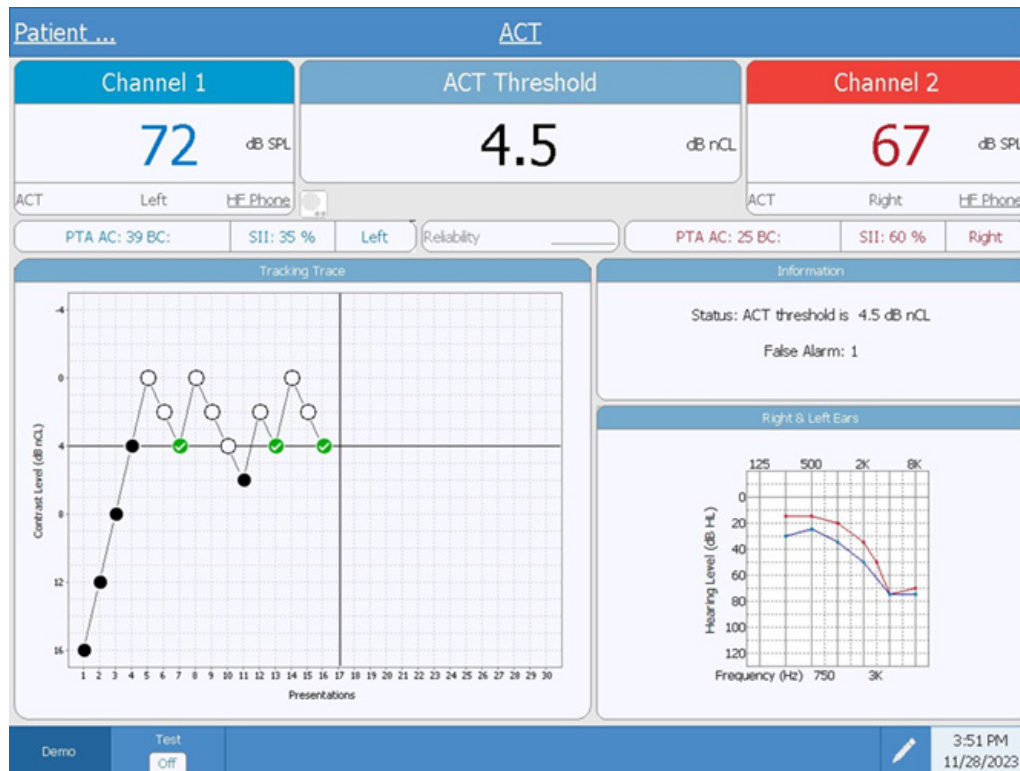 Patient ... ACT
Channel 1 ACT Threshold Channel 2
72 dB SPL 4.5 dB nCL 67 dB SPL
ACT Left HF Phone ACT Right HF Phone
PTA AC: 39 BC: SII: 35 % Left Reliability PTA AC: 25 BC: SII: 60 % Right
Tracking Trace
Contrast Level (dB nCL)
-4
0
4
8
12
16
1 2 3 4 5 6 7 8 9 10 11 12 13 14 15 16 17 18 19 20 21 22 23 24 25 26 27 28 29 30
Presentations
Information
Status: ACT threshold is 4.5 dB nCL
False Alarm: 1
Right & Left Ears
125 500 2K 8K
Hearing Level (dB HL)
0
20
40
60
80
100
120
Frequency (Hz) 750 3K
Demo
Test
Off
3:51 PM
11/28/2023